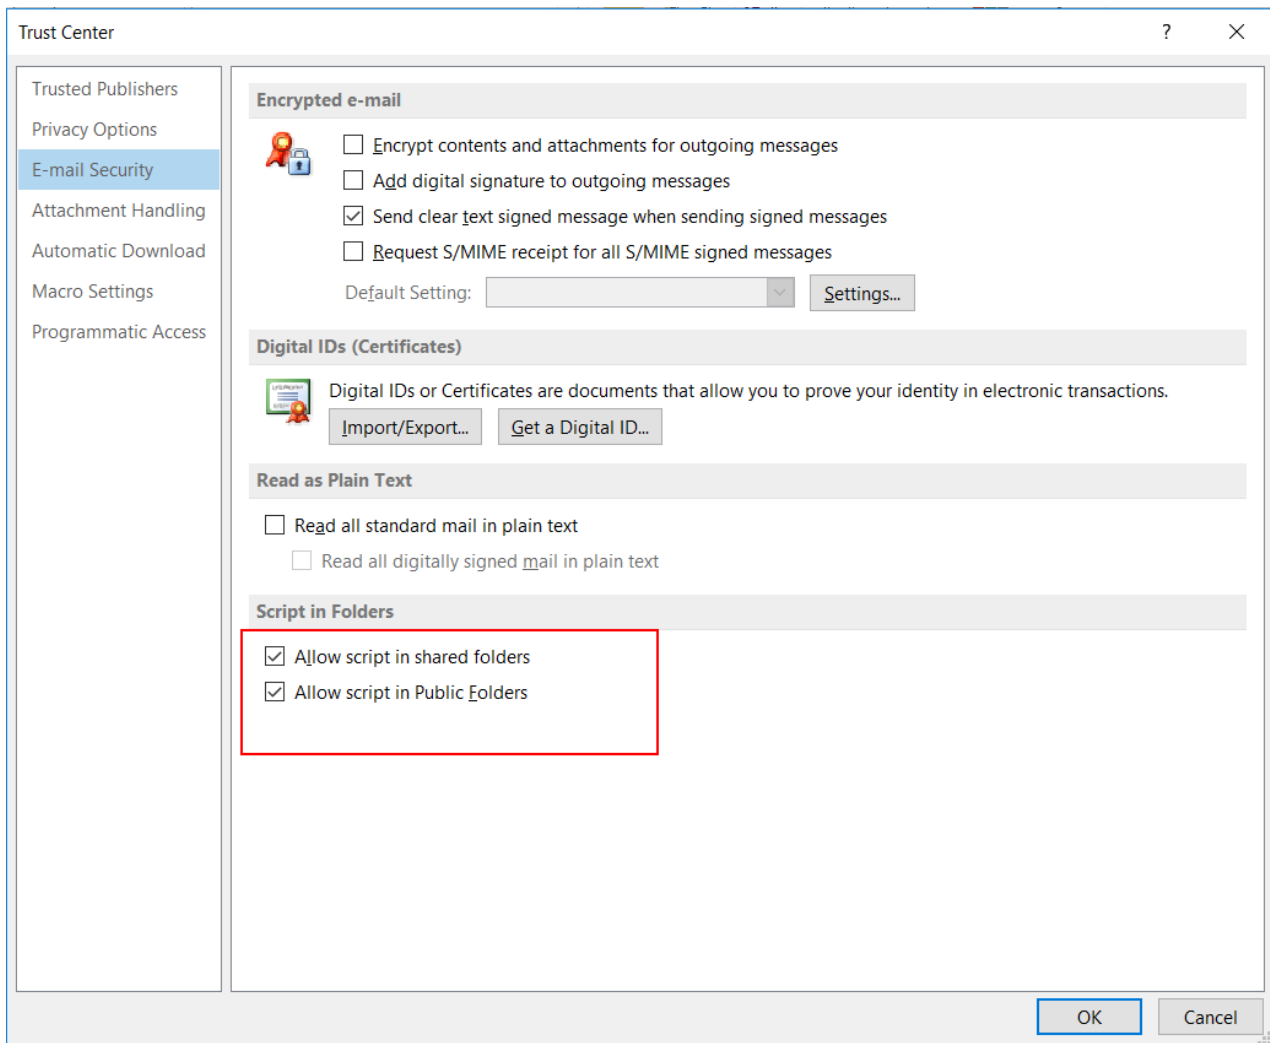 Trust Center
?
Trusted Publishers
Privacy Options
E-mail Security
Attachment Handling
Automatic Download
Macro Settings
Programmatic Access
Encrypted e-mail
Encrypt contents and attachments for outgoing messages
Add digital signature to outgoing messages
Send clear text signed message when sending signed messages
Request S/MIME receipt for all S/MIME signed messages
Default Setting:
Settings...
Digital IDs (Certificates)
Digital IDs or Certificates are documents that allow you to prove your identity in electronic transactions.
Import/Export...
Get a Digital ID...
Read as Plain Text
Read all standard mail in plain text
Read all digitally signed mail in plain text
Script in Folders
Allow script in shared folders
Allow script in Public Folders
OK
Cancel